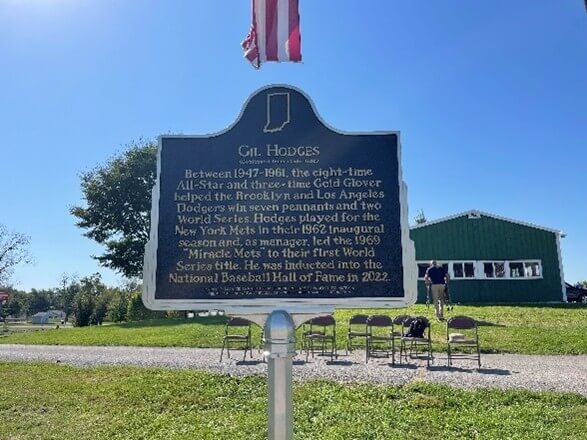 GIL HODGES
Between 1947-1961, the eight-time
All-Star and three-time Gold Glover
helped the Brooklyn and Los Angeles
Dodgers win seven pennants and two
World Series. Hodges played for the
New York Mets in their 1962 inaugural
season and, as manager, led the 1969
"Miracle Mets" to their first World
Series title. He was inducted into the
National Baseball Hall of Fame in 2022.